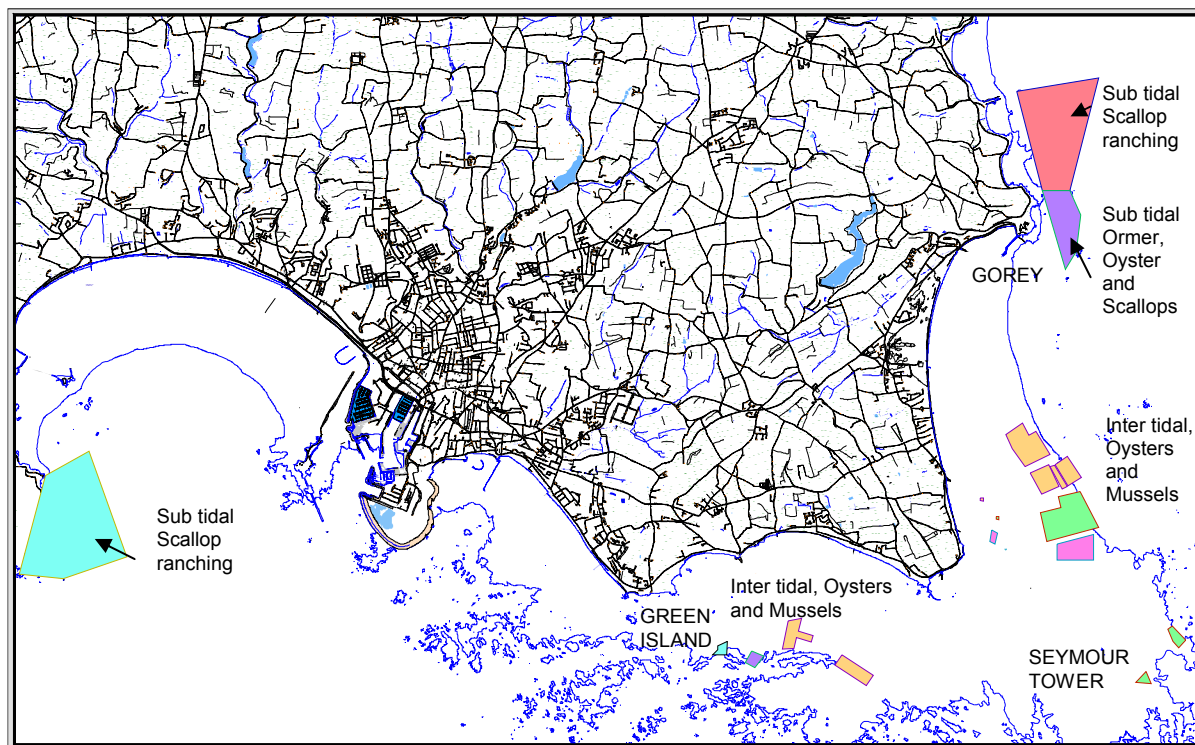 Sub tidal
Scallop
ranching
Sub tidal
Ormer,
Oyster
and
Scallops
GOREY
Inter tidal,
Oysters
and
Mussels
Sub tidal
Scallop
ranching
Inter tidal, Oysters
and Mussels
GREEN
ISLAND
SEYMOUR
TOWER